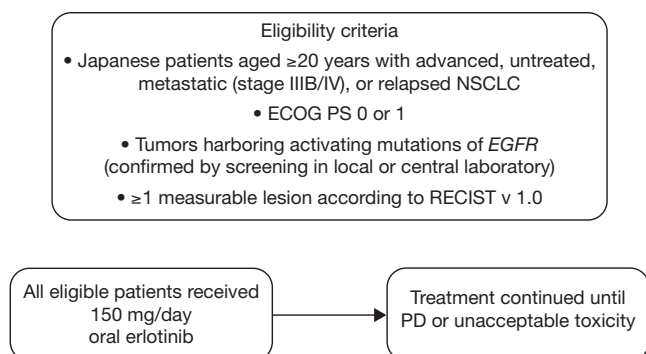 Eligibility criteria
• Japanese patients aged ≥20 years with advanced, untreated,
metastatic (stage IIIB/IV), or relapsed NSCLC
• ECOG PS 0 or 1
• Tumors harboring activating mutations of EGFR
(confirmed by screening in local or central laboratory)
• ≥1 measurable lesion according to RECIST v 1.0
All eligible patients received
150 mg/day
oral erlotinib
Treatment continued until
PD or unacceptable toxicity